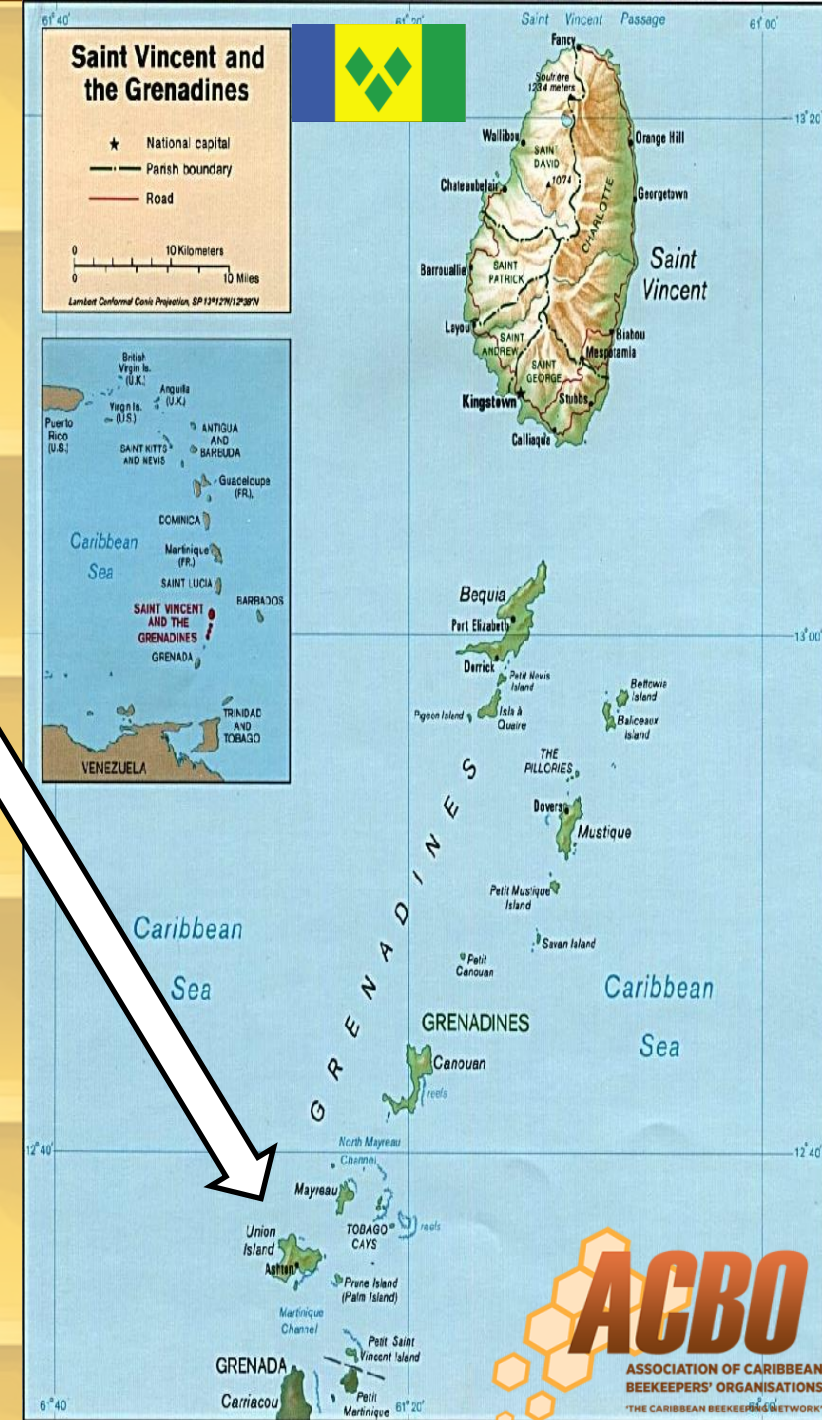 61°40'
61°20'
61°00'
Saint Vincent Passage
Saint Vincent and
the Grenadines
National capital
Parish boundary
Road
0 10 Kilometers
0 10 Miles
Lambert Conformal Conic Projection, SP 13°12'N/12°38'N
Fancy
Soufrière
1234 meters
13°20'
Wallibou
Orange Hill
SAINT
DAVID
1074
Chateaubelair
Georgetown
CHARLOTTE
Saint
Vincent
Barrouallie
SAINT
PATRICK
Layou
SAINT
ANDREW
Biabou
Mesopotamia
SAINT
GEORGE
Kingstown
Stubbs
Calliaqua
British
Virgin Is.
(U.K.)
Anguilla
(U.K.)
Virgin Is.
(U.S.)
Puerto
Rico
(U.S.)
ANTIGUA
AND
BARBUDA
SAINT KITTS
AND NEVIS
Guadeloupe
(FR.)
DOMINICA
Caribbean
Sea
Martinique
(FR.)
SAINT LUCIA
BARBADOS
SAINT VINCENT
AND THE
GRENADINES
GRENADA
TRINIDAD
AND
TOBAGO
VENEZUELA
Bequia
Port Elizabeth
13°00'
Derrick
Petit Nevis
Island
Bettowia
Island
Pigeon Island
Isla à
Quatre
Baliceaux
Island
THE
PILLORIES
Dovers
Mustique
GRENADINES
Petit Mustique
Island
Savan Island
Petit
Canouan
Caribbean
Sea
Caribbean
Sea
GRENADINES
Canouan
reefs
12°40'
North Mayreau
Channel
12°40'
Mayreau
TOBAGO
CAYS
reefs
Union
Island
Ashton
Prune Island
(Palm Island)
Martinique
Channel
Petit Saint
Vincent Island
GRENADA
Carriacou
Petit
Martinique
61°20'
ACBO
ASSOCIATION OF CARIBBEAN
BEEKEEPERS' ORGANISATIONS
'THE CARIBBEAN BEEKEEPING NETWORK'